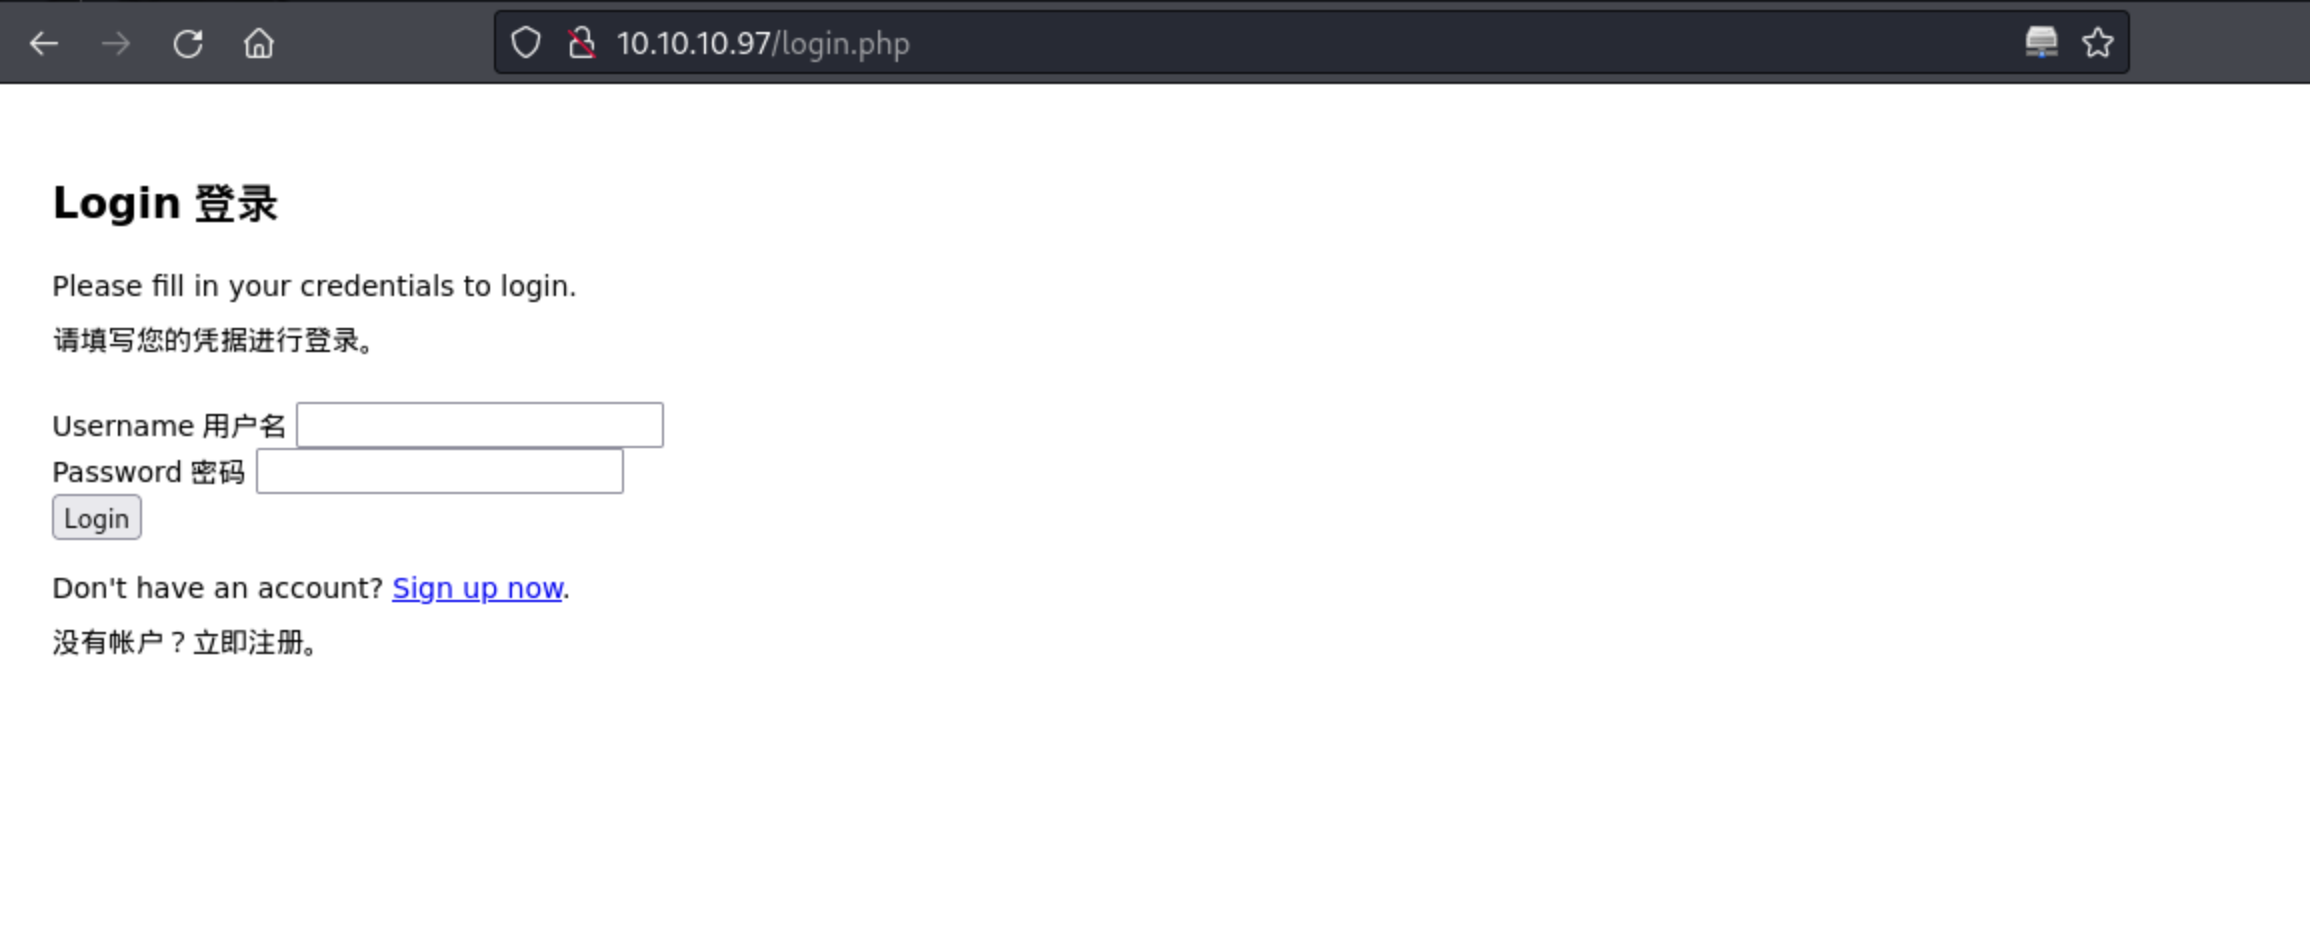 10.10.10.97/login.php
Login 登录
Please fill in your credentials to login.
请填写您的凭据进行登录。
Username 用户名
Password 密码
Login
Don't have an account? Sign up now.
没有帐户？立即注册。